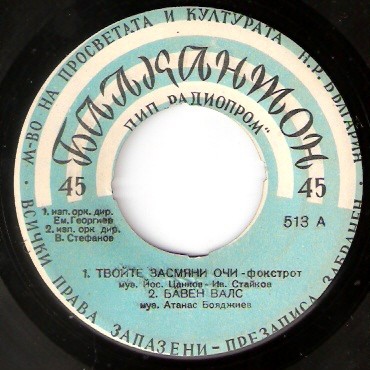 М-ВО НА ПРОСВЕТАТА И КУЛТУРАТА Н.Р. БЪЛГАРИЯ
БАЛКАНТОН
ПИП „РАДИОПРОМ"
45
45
1. изп. орк. дир.
Ем. Георгиев
2. изп. орк. дир.
В. Стефанов
513 А
1. ТВОЙТЕ ЗАСМЯНИ ОЧИ - фокстрот
муз. Йос. Цанков - Ив. Стайков
2. БАВЕН ВАЛС
муз. Атанас Бояджиев
ВСИЧКИ ПРАВА ЗАПАЗЕНИ - ПРЕЗАПИСА ЗАБРАНЕН